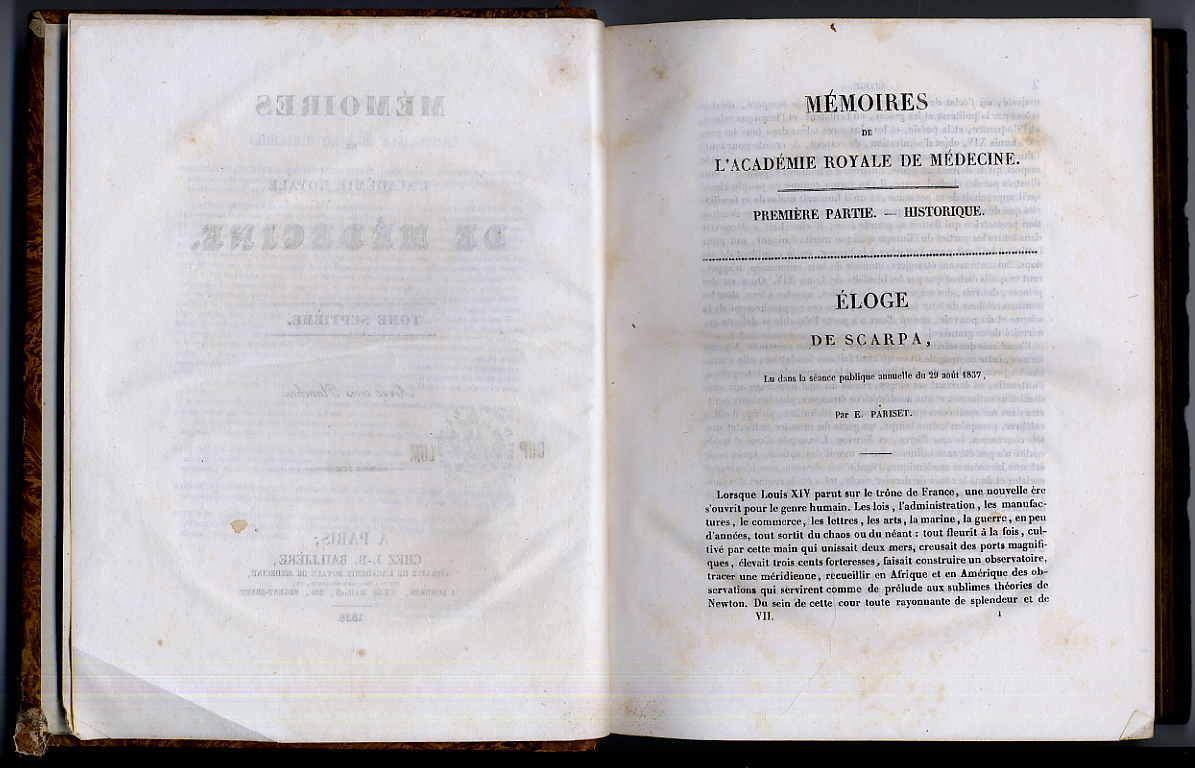 MÉMOIRES
DE
L'ACADÉMIE ROYALE DE MÉDECINE.
PREMIÈRE PARTIE. — HISTORIQUE.
ÉLOGE
DE SCARPA,
Lu dans la séance publique annuelle du 29 août 1837,
Par E. PARISET.
Lorsque Louis XIV parut sur le trône de France, une nouvelle ère
s'ouvrit pour le genre humain. Les lois, l'administration, les manufac-
tures, le commerce, les lettres, les arts, la marine, la guerre, en peu
d'années, tout sortit du chaos ou du néant : tout fleurit à la fois, cul-
tivé par cette main qui unissait deux mers, creusait des ports magnifi-
ques, élevait trois cents forteresses, faisait construire un observatoire,
tracer une méridienne, recueillir en Afrique et en Amérique des ob-
servations qui servirent comme de prélude aux sublimes théories de
Newton. Du sein de cette cour toute rayonnante de splendeur et de
VII. 1